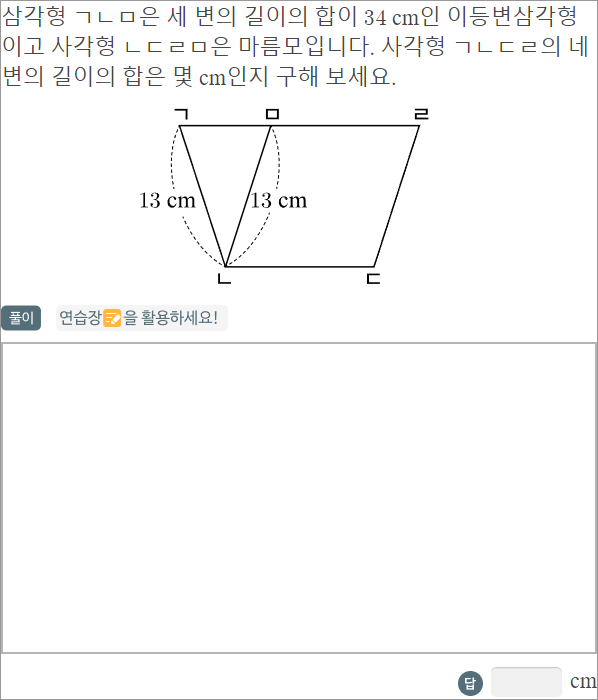 삼각형 ㄱㄴㅁ은 세 변의 길이의 합이 34 cm인 이등변삼각형
이고 사각형 ㄴㄷㄹㅁ은 마름모입니다. 사각형 ㄱㄴㄷㄹ의 네
변의 길이의 합은 몇 cm인지 구해 보세요.
ㄱ ㅁ ㄹ
13 cm 13 cm
ㄴ ㄷ
풀이 연습장을 활용하세요!
답 cm